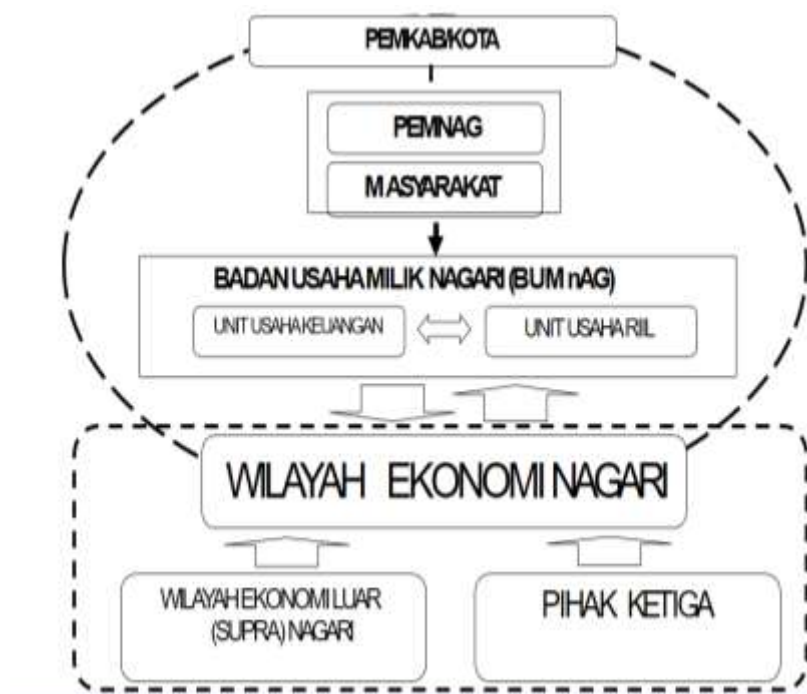 PEMKAB/KOTA
PEMNAG
MASYARAKAT
BADAN USAHA MILIK NAGARI (BUM nAG)
UNIT USAHA KEUANGAN
UNIT USAHA RIIL
WILAYAH EKONOMI NAGARI
WILAYAH EKONOMI LUAR
(SUPRA) NAGARI
PIHAK KETIGA